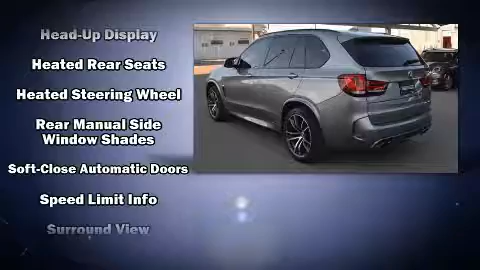 Head-Up Display
Heated Rear Seats
Heated Steering Wheel
Rear Manual Side
Window Shades
Soft-Close Automatic Doors
Speed Limit Info
Surround View